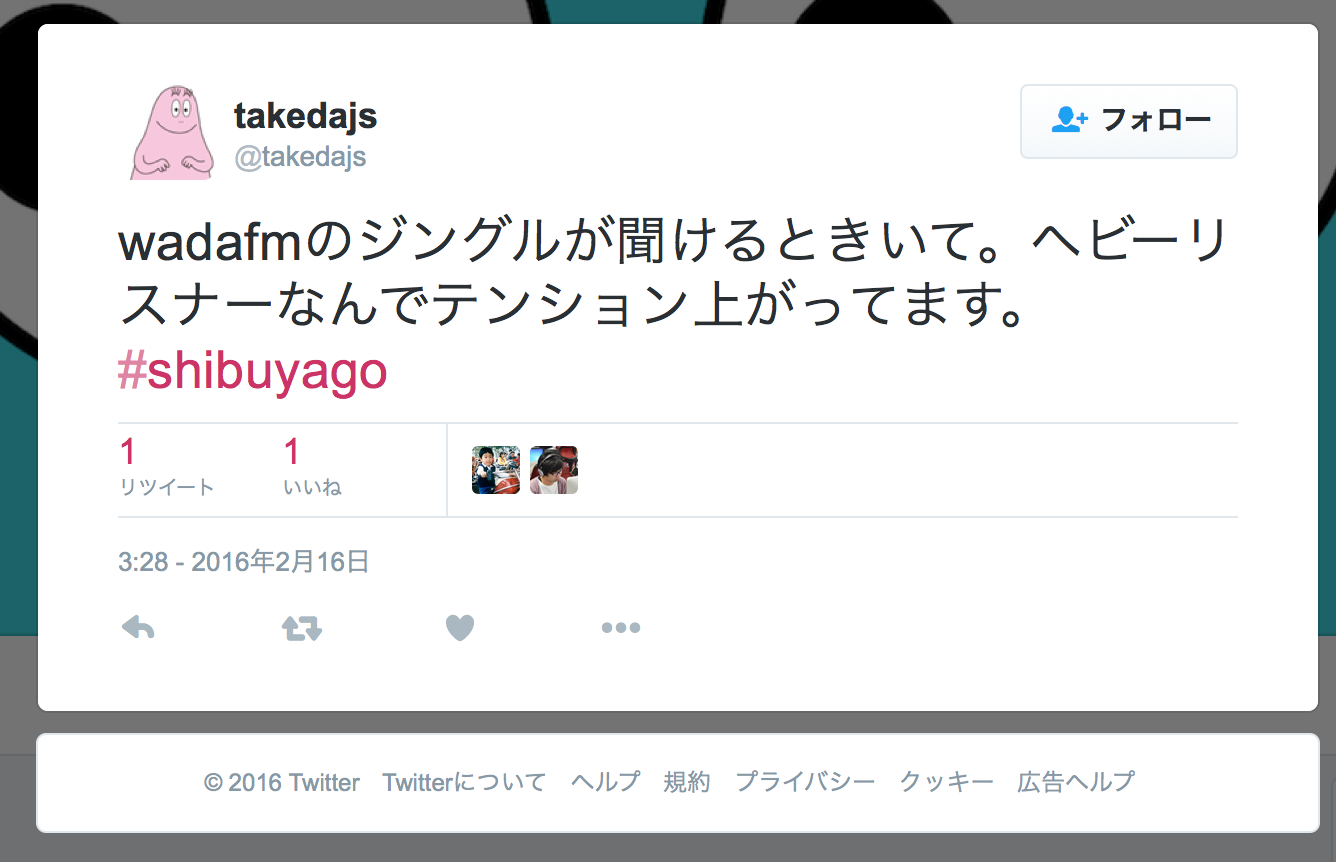 takedajs
@takedajs
フォロー
wadafmのジングルが聞けるときいて。ヘビーリ
スナーなんでテンション上がってます。
#shibuyago
1
リツイート
1
いいね
3:28 - 2016年2月16日
© 2016 Twitter Twitterについて ヘルプ 規約 プライバシー クッキー 広告ヘルプ